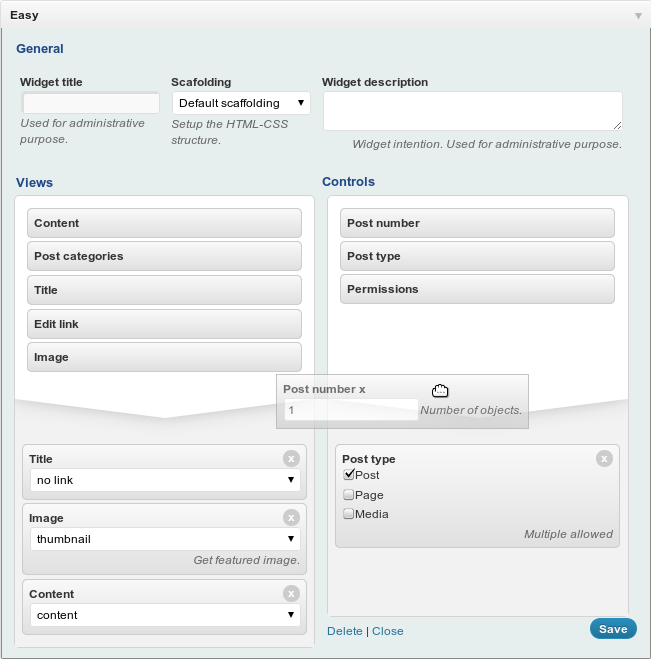 Easy
General
Widget title
Scafolding
Widget description
Default scaffolding
Used for administrative
purpose.
Setup the HTML-CSS
structure.
Widget intention. Used for administrative purpose.
Views
Controls
Content
Post categories
Title
Edit link
Image
Post number
Post type
Permissions
Post number x
1
Number of objects.
Title
x
no link
Image
x
thumbnail
Get featured image.
Content
x
content
Post type
x
Post
Page
Media
Multiple allowed
Delete | Close
Save